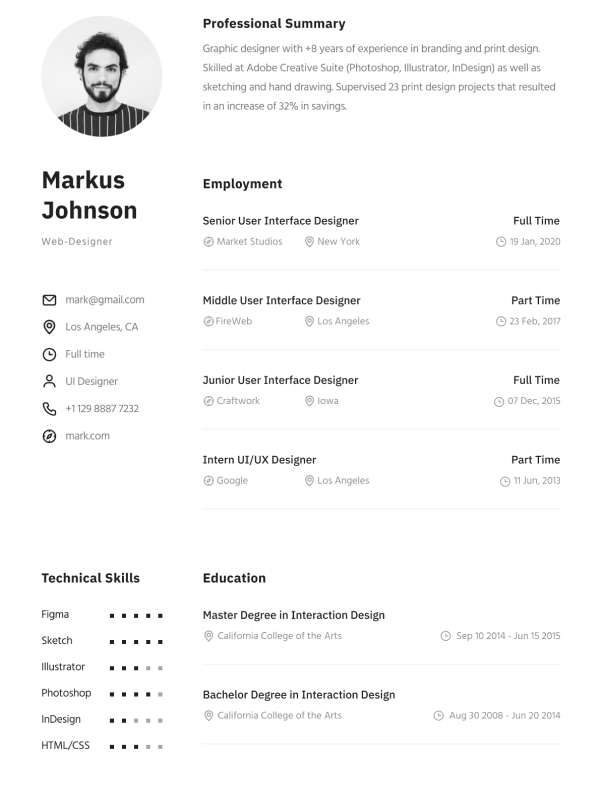 Markus
Johnson
Web-Designer
mark@gmail.com
Los Angeles, CA
Full time
UI Designer
+1 129 8887 7232
mark.com
Technical Skills
Figma
Sketch
Illustrator
Photoshop
InDesign
HTML/CSS
Professional Summary
Graphic designer with +8 years of experience in branding and print design.
Skilled at Adobe Creative Suite (Photoshop, Illustrator, InDesign) as well as
sketching and hand drawing. Supervised 23 print design projects that resulted
in an increase of 32% in savings.
Employment
Senior User Interface Designer Full Time
Market Studios New York 19 Jan, 2020
Middle User Interface Designer Part Time
FireWeb Los Angeles 23 Feb, 2017
Junior User Interface Designer Full Time
Craftwork Iowa 07 Dec, 2015
Intern UI/UX Designer Part Time
Google Los Angeles 11 Jun, 2013
Education
Master Degree in Interaction Design
California College of the Arts Sep 10 2014 - Jun 15 2015
Bachelor Degree in Interaction Design
California College of the Arts Aug 30 2008 - Jun 20 2014